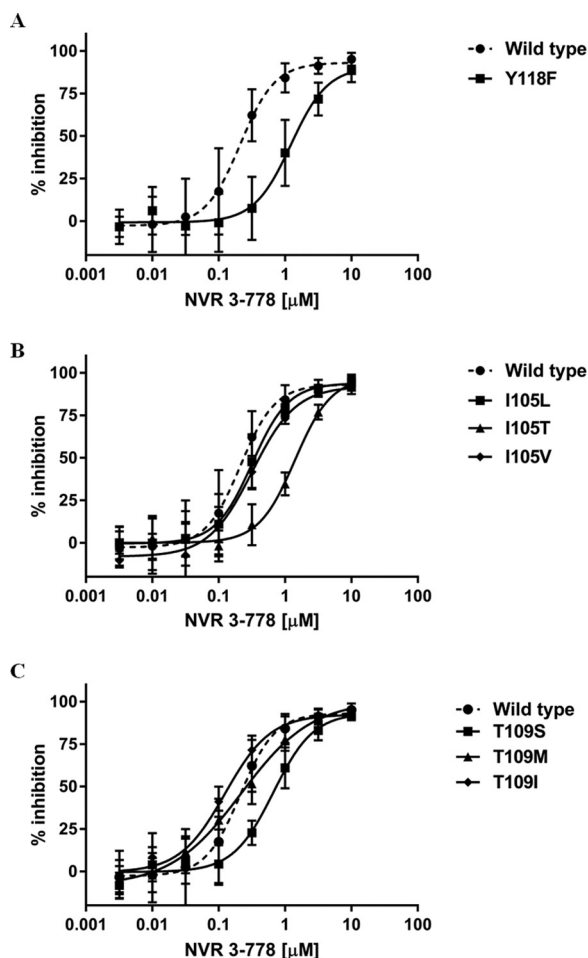 A
100
75
50
25
0
% inhibition
0.001 0.01 0.1 1 10 100
NVR 3-778 [µM]
Wild type
Y118F
B
100
75
50
25
0
% inhibition
0.001 0.01 0.1 1 10 100
NVR 3-778 [µM]
Wild type
I105L
I105T
I105V
C
100
75
50
25
0
% inhibition
0.001 0.01 0.1 1 10 100
NVR 3-778 [µM]
Wild type
T109S
T109M
T109I